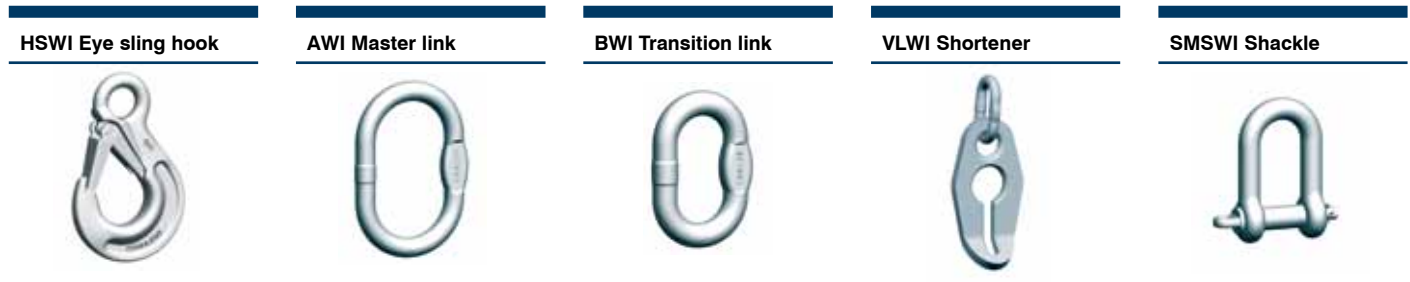 HSWI Eye sling hook
AWI Master link
BWI Transition link
VLWI Shortener
SMSWI Shackle